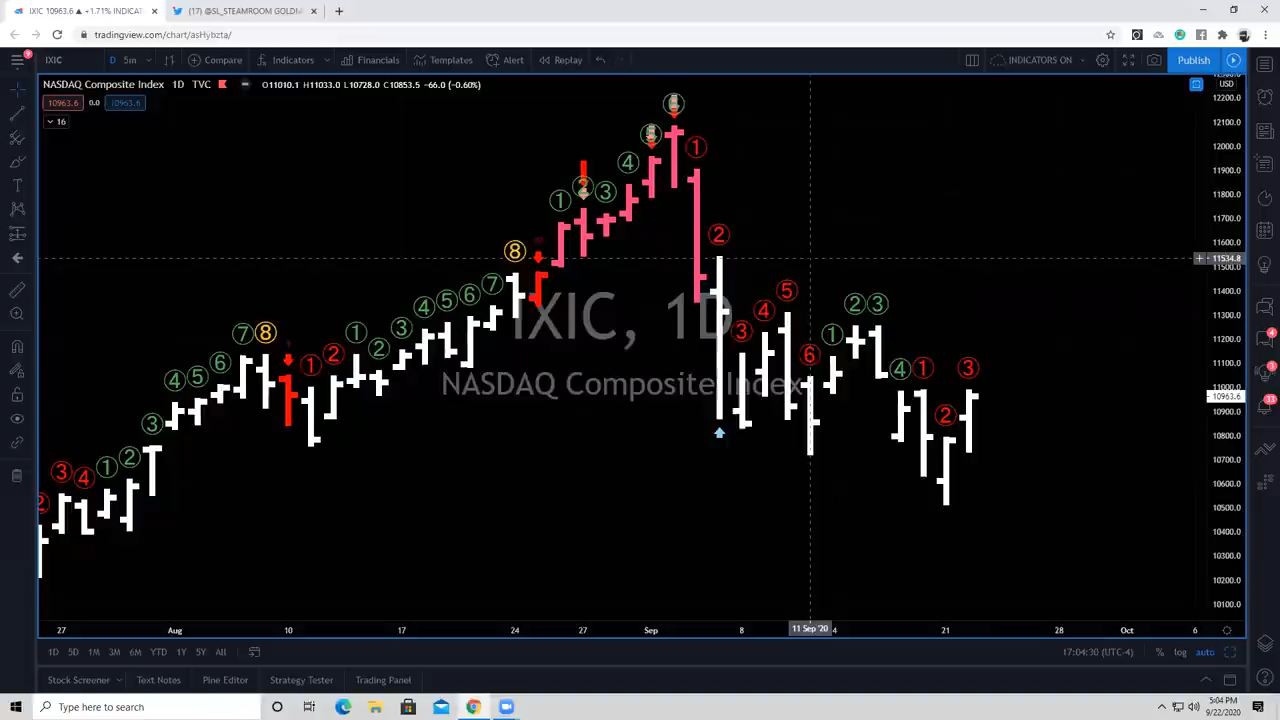 IXIC 10963.6 ▲ +1.71% INDICAT
(17) @SL_STEAMROOM GOLDIA
tradingview.com/chart/asHybzta/
IXIC
D 5m
Compare
Indicators
Financials
Templates
Alert
Replay
INDICATORS ON
Publish
NASDAQ Composite Index 1D TVC O11010.1 H11033.0 L10728.0 C10853.5 -66.0 (-0.60%)
10963.6 0.0 10963.6
16
USD
12200.0
12100.0
12000.0
11900.0
11800.0
11700.0
11600.0
11534.8
11500.0
11400.0
11300.0
11200.0
11100.0
11000.0
10963.6
10900.0
10800.0
10700.0
10600.0
10500.0
10400.0
10300.0
10200.0
10100.0
IXIC, 1D
NASDAQ Composite Index
2 3 4 1 2 3 4 5 6 7 8 1 2 1 2 3 4 5 6 7 8 1 2 3 4 1 2 3 4 5 6 1 2 3 4 1 2 3
27 Aug 10 17 24 27 Sep 8 11 Sep '20 4 21 28 Oct 6
1D 5D 1M 3M 6M YTD 1Y 5Y All
17:04:30 (UTC-4) % log auto
Stock Screener Text Notes Pine Editor Strategy Tester Trading Panel
Type here to search
5:04 PM
9/22/2020